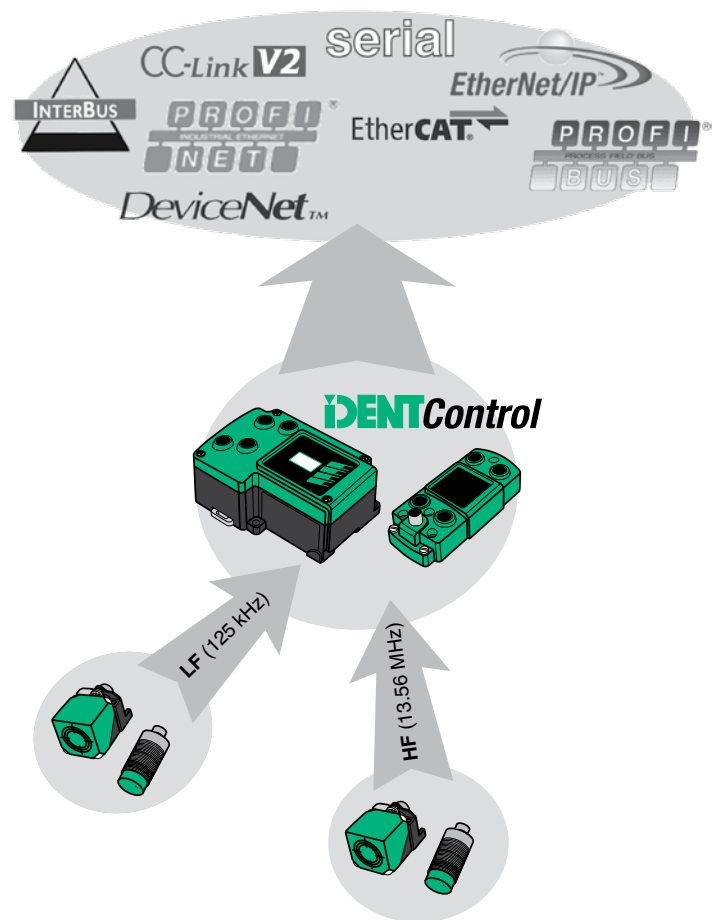 serial
CC-Link V2
EtherNet/IP™
INTERBUS
PROFI®
INDUSTRIAL ETHERNET
NET
EtherCAT®
PROFI®
PROCESS FIELD BUS
BUS
DeviceNet™
IDENTControl
LF (125 kHz)
HF (13.56 MHz)